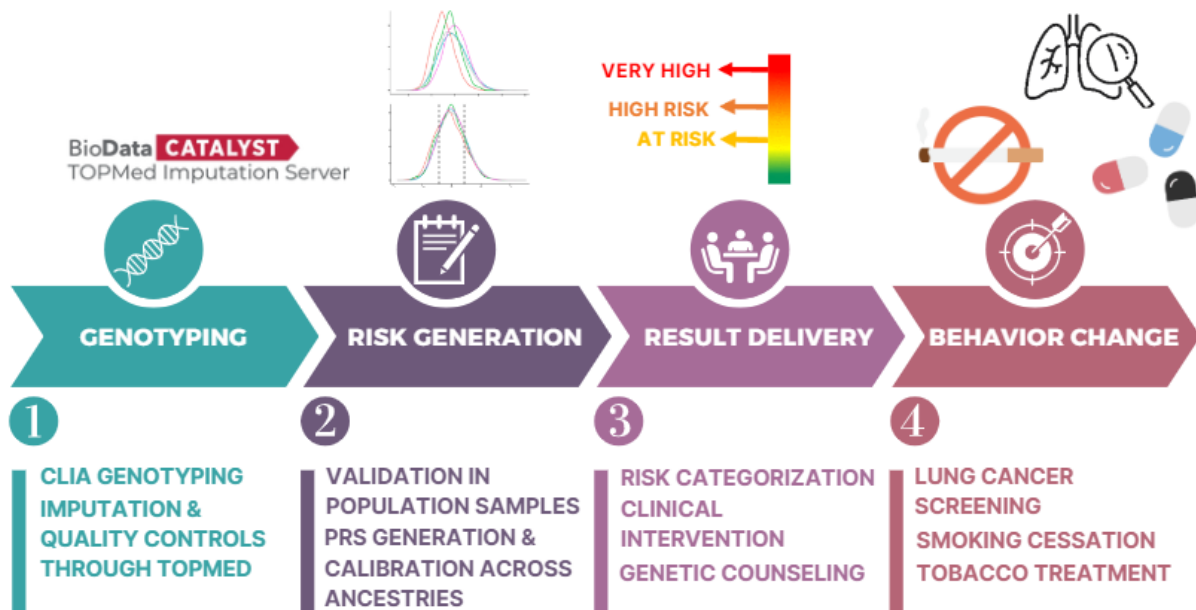 BioData CATALYST
TOPMed Imputation Server
VERY HIGH
HIGH RISK
AT RISK
GENOTYPING
RISK GENERATION
RESULT DELIVERY
BEHAVIOR CHANGE
1
CLIA GENOTYPING
IMPUTATION &
QUALITY CONTROLS
THROUGH TOPMED
2
VALIDATION IN
POPULATION SAMPLES
PRS GENERATION &
CALIBRATION ACROSS
ANCESTRIES
3
RISK CATEGORIZATION
CLINICAL
INTERVENTION
GENETIC COUNSELING
4
LUNG CANCER
SCREENING
SMOKING CESSATION
TOBACCO TREATMENT